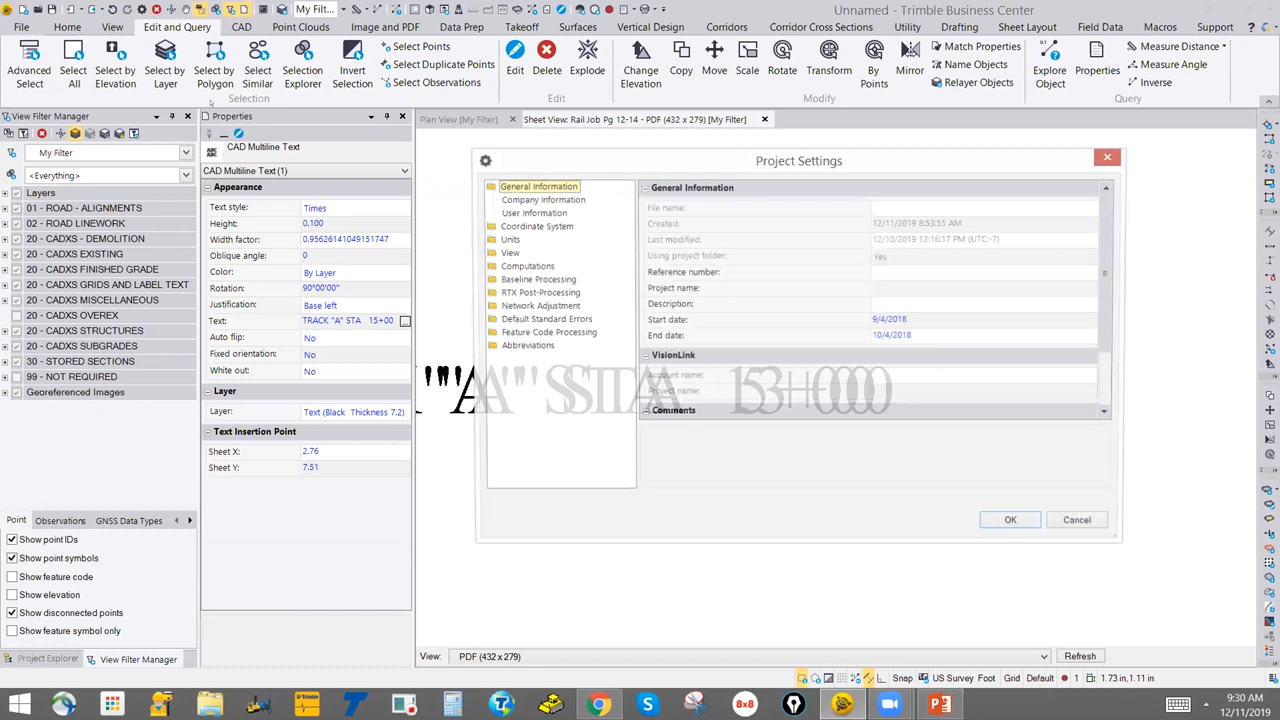 My Filt...
Unnamed - Trimble Business Center
File Home View Edit and Query CAD Point Clouds Image and PDF Data Prep Takeoff Surfaces Vertical Design Horizontal Corridors Corridor Cross Sections Utility Drafting Sheet Layout Field Data Macros Support
Advanced Select
Select All
Select by Elevation
Select by Layer
Select by Polygon
Select Similar
Selection Explorer
Invert Selection
Select Points
Select Duplicate Points
Select Observations
Selection
Edit
Delete
Explode
Edit
Change Elevation
Copy
Move
Scale
Rotate
Transform
By Points
Mirror
Match Properties
Name Objects
Relayer Objects
Modify
Explore Object
Properties
Measure Distance
Measure Angle
Inverse
Query
View Filter Manager
My Filter
<Everything>
Layers
01 - ROAD - ALIGNMENTS
02 - ROAD LINEWORK
20 - CADXS - DEMOLITION
20 - CADXS EXISTING
20 - CADXS FINISHED GRADE
20 - CADXS GRIDS AND LABEL TEXT
20 - CADXS MISCELLANEOUS
20 - CADXS OVEREX
20 - CADXS STRUCTURES
20 - CADXS SUBGRADES
30 - STORED SECTIONS
99 - NOT REQUIRED
Georeferenced Images
Point Observations GNSS Data Types
Show point IDs
Show point symbols
Show feature code
Show elevation
Show disconnected points
Show feature symbol only
Project Explorer View Filter Manager
Properties
CAD Multiline Text
CAD Multiline Text (1)
Appearance
Text style: Times
Height: 0.100
Width factor: 0.95626141049151747
Oblique angle: 0
Color: By Layer
Rotation: 90°00'00"
Justification: Base left
Text: TRACK "A" STA 15+00 ...
Auto flip: No
Fixed orientation: No
White out: No
Layer
Layer: Text (Black Thickness 7.2)
Text Insertion Point
Sheet X: 2.76
Sheet Y: 7.51
Plan View [My Filter]
Sheet View: Rail Job Pg 12-14 - PDF (432 x 279) [My Filter]
Project Settings
General Information
Company Information
User Information
Coordinate System
Units
View
Computations
Baseline Processing
RTX Post-Processing
Network Adjustment
Default Standard Errors
Feature Code Processing
Abbreviations
General Information
File name:
Created: 12/11/2019 8:53:55 AM
Last modified: 12/10/2019 12:16:17 PM (UTC:-7)
Using project folder: Yes
Reference number:
Project name:
Description:
Start date: 9/4/2018
End date: 10/4/2018
VisionLink
Account name:
Project name:
Comments
OK Cancel
View: PDF (432 x 279) Refresh
Snap US Survey Foot Grid Default 1 1.73 in,1.11 in
8x8
9:30 AM
12/11/2019